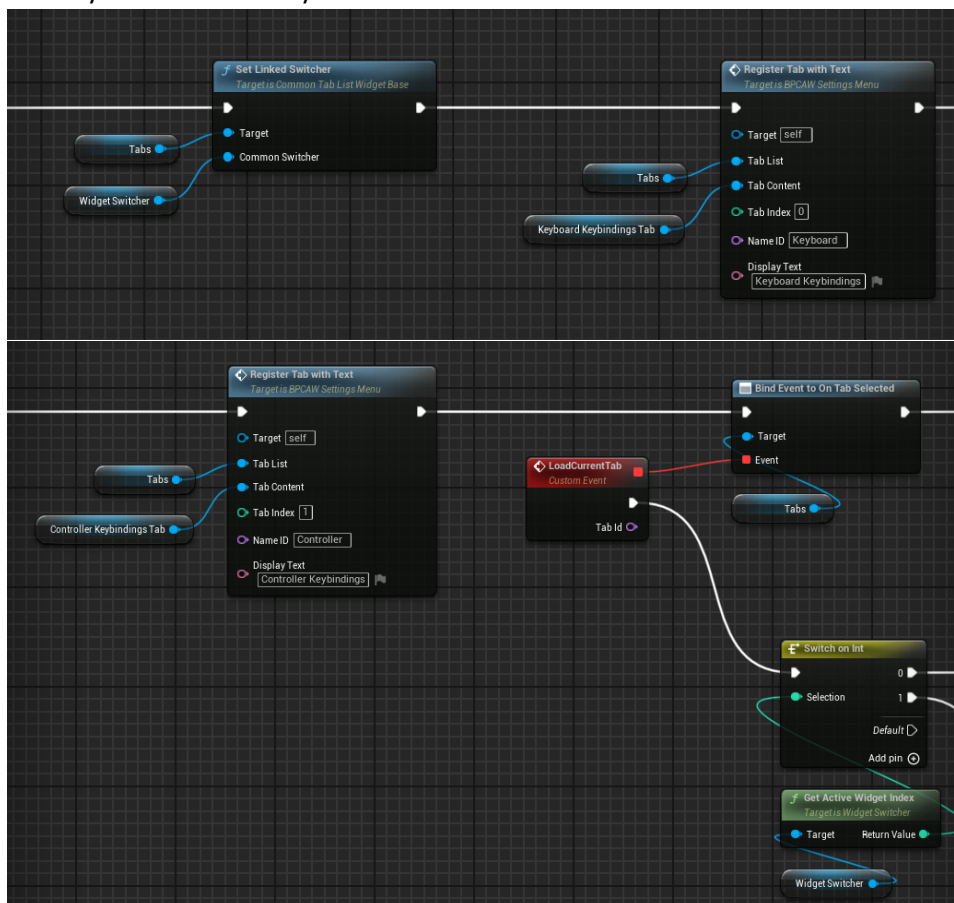 Set Linked Switcher
Target is Common Tab List Widget Base
Target
Common Switcher
Tabs
Widget Switcher
Register Tab with Text
Target is BPCAW Settings Menu
Target self
Tab List
Tab Content
Tab Index 0
Name ID Keyboard
Display Text
Keyboard Keybindings
Tabs
Keyboard Keybindings Tab
Register Tab with Text
Target is BPCAW Settings Menu
Target self
Tab List
Tab Content
Tab Index 1
Name ID Controller
Display Text
Controller Keybindings
Tabs
Controller Keybindings Tab
LoadCurrentTab
Custom Event
Tab Id
Bind Event to On Tab Selected
Target
Event
Tabs
Switch on Int
0
Selection 1
Default
Add pin
Get Active Widget Index
Target is Widget Switcher
Target Return Value
Widget Switcher